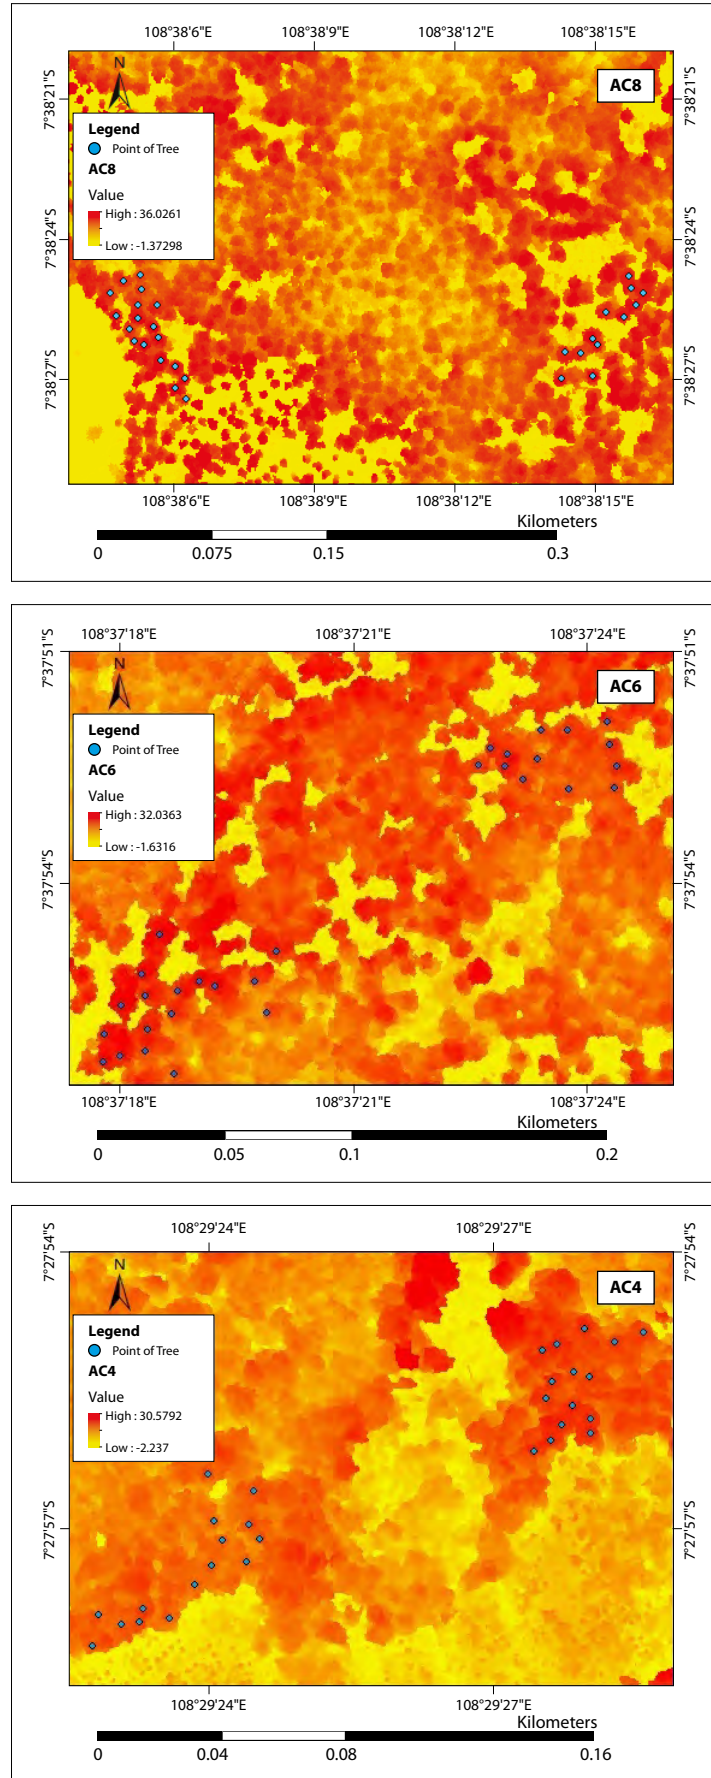 108°38'6"E 108°38'9"E 108°38'12"E 108°38'15"E
7°38'21"S 7°38'21"S
N
AC8
Legend
Point of Tree
AC8
Value
High : 36.0261
Low : -1.37298
7°38'24"S 7°38'24"S
7°38'27"S 7°38'27"S
108°38'6"E 108°38'9"E 108°38'12"E 108°38'15"E
Kilometers
0 0.075 0.15 0.3
108°37'18"E 108°37'21"E 108°37'24"E
7°37'51"S 7°37'51"S
N
AC6
Legend
Point of Tree
AC6
Value
High : 32.0363
Low : -1.6316
7°37'54"S 7°37'54"S
108°37'18"E 108°37'21"E 108°37'24"E
Kilometers
0 0.05 0.1 0.2
108°29'24"E 108°29'27"E
7°27'54"S 7°27'54"S
N
AC4
Legend
Point of Tree
AC4
Value
High : 30.5792
Low : -2.237
7°27'57"S 7°27'57"S
108°29'24"E 108°29'27"E
Kilometers
0 0.04 0.08 0.16